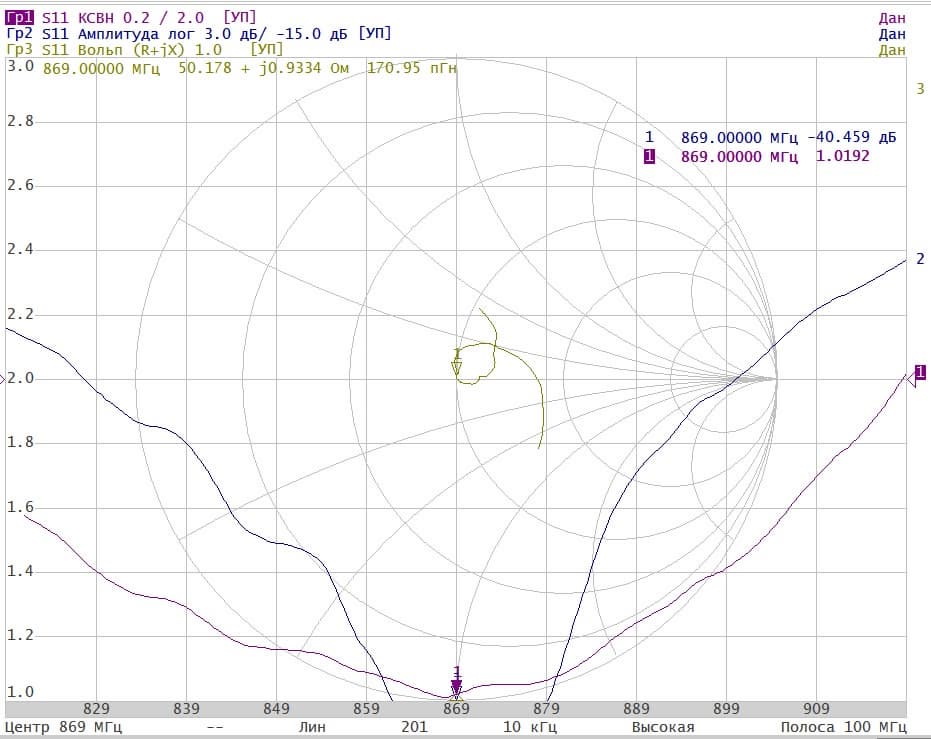 Гр1 S11 КСВН 0.2 / 2.0 [УП] Дан
Гр2 S11 Амплитуда лог 3.0 дБ/ -15.0 дБ [УП] Дан
Гр3 S11 Вольп (R+jX) 1.0 [УП] Дан
3.0 869.00000 МГц 50.178 + j0.9334 Ом 170.95 пГн
3
2.8
1 869.00000 МГц -40.459 дБ
1 869.00000 МГц 1.0192
2.6
2.4
2
2.2
1
2.0 1
1.8
1.6
1.4
1.2
1
1.0
829 839 849 859 869 879 889 899 909
Центр 869 МГц -- Лин 201 10 кГц Высокая Полоса 100 МГц